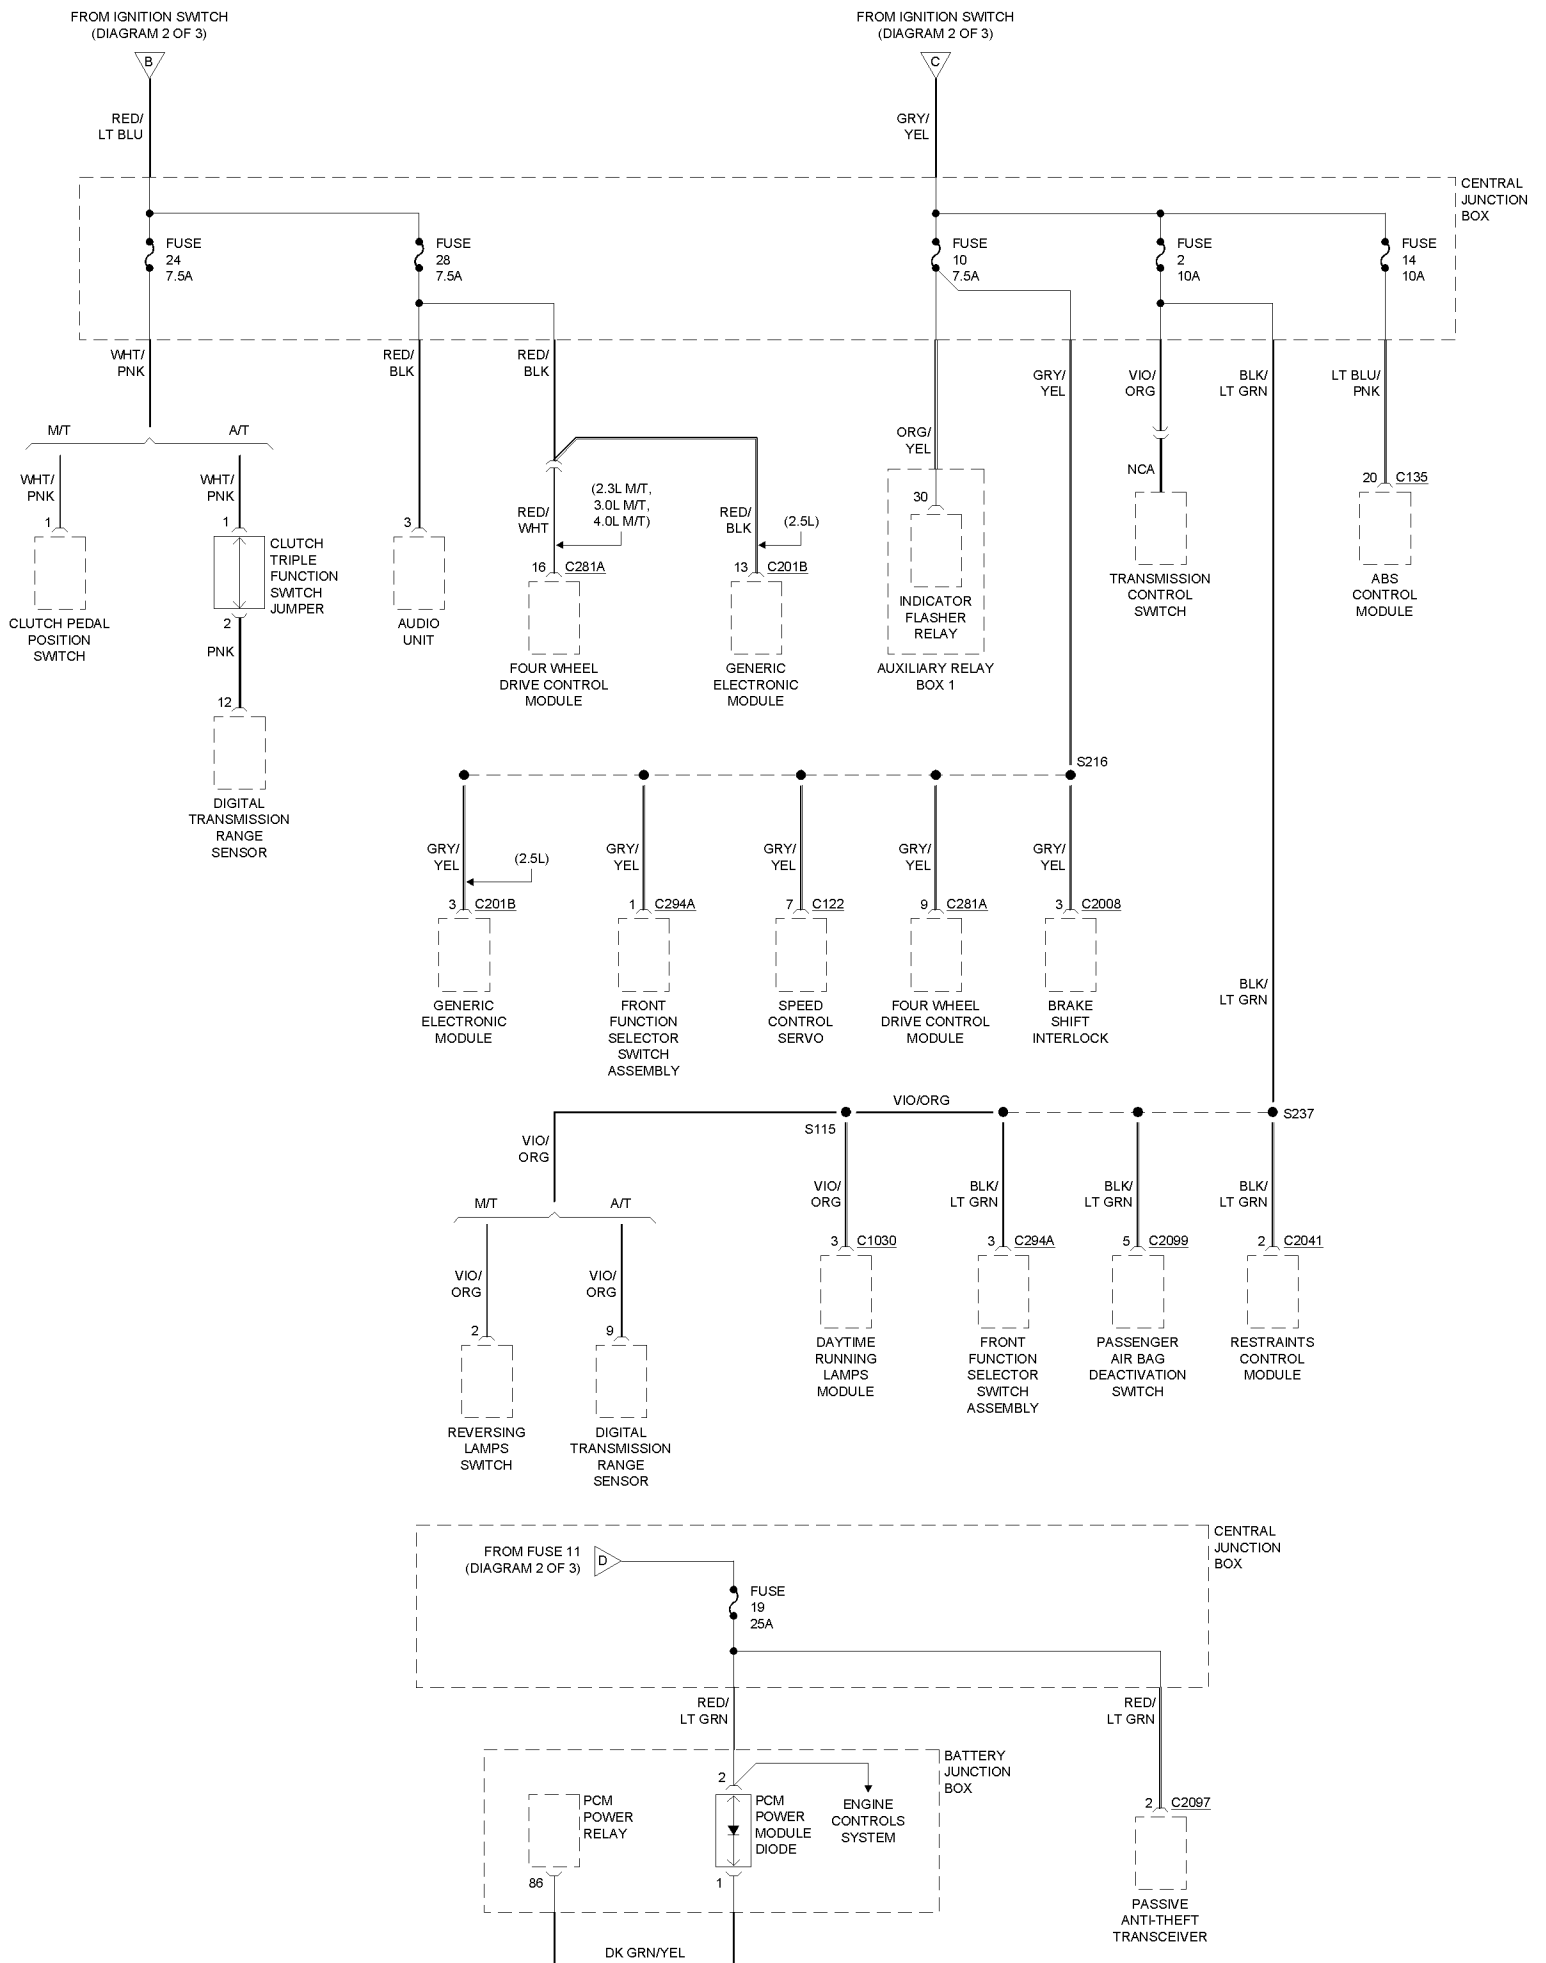 FROM IGNITION SWITCH
(DIAGRAM 2 OF 3)
B
FROM IGNITION SWITCH
(DIAGRAM 2 OF 3)
C
RED/
LT BLU
GRY/
YEL
CENTRAL
JUNCTION
BOX
FUSE
24
7.5A
FUSE
28
7.5A
FUSE
10
7.5A
FUSE
2
10A
FUSE
14
10A
WHT/
PNK
RED/
BLK
RED/
BLK
GRY/
YEL
VIO/
ORG
BLK/
LT GRN
LT BLU/
PNK
M/T
A/T
WHT/
PNK
WHT/
PNK
ORG/
YEL
NCA
20
C135
(2.3L M/T,
3.0L M/T,
4.0L M/T)
RED/
WHT
RED/
BLK
(2.5L)
30
1
1
3
16
C281A
13
C201B
CLUTCH
TRIPLE
FUNCTION
SWITCH
JUMPER
CLUTCH PEDAL
POSITION
SWITCH
2
AUDIO
UNIT
INDICATOR
FLASHER
RELAY
TRANSMISSION
CONTROL
SWITCH
ABS
CONTROL
MODULE
PNK
FOUR WHEEL
DRIVE CONTROL
MODULE
GENERIC
ELECTRONIC
MODULE
AUXILIARY RELAY
BOX 1
12
DIGITAL
TRANSMISSION
RANGE
SENSOR
S216
GRY/
YEL
(2.5L)
GRY/
YEL
GRY/
YEL
GRY/
YEL
GRY/
YEL
3
C201B
1
C294A
7
C122
9
C281A
3
C2008
GENERIC
ELECTRONIC
MODULE
FRONT
FUNCTION
SELECTOR
SWITCH
ASSEMBLY
SPEED
CONTROL
SERVO
FOUR WHEEL
DRIVE CONTROL
MODULE
BRAKE
SHIFT
INTERLOCK
BLK/
LT GRN
VIO/ORG
S115
S237
VIO/
ORG
M/T
A/T
VIO/
ORG
BLK/
LT GRN
BLK/
LT GRN
BLK/
LT GRN
3
C1030
3
C294A
5
C2099
2
C2041
VIO/
ORG
VIO/
ORG
2
9
DAYTIME
RUNNING
LAMPS
MODULE
FRONT
FUNCTION
SELECTOR
SWITCH
ASSEMBLY
PASSENGER
AIR BAG
DEACTIVATION
SWITCH
RESTRAINTS
CONTROL
MODULE
REVERSING
LAMPS
SWITCH
DIGITAL
TRANSMISSION
RANGE
SENSOR
CENTRAL
JUNCTION
BOX
FROM FUSE 11
(DIAGRAM 2 OF 3)
D
FUSE
19
25A
RED/
LT GRN
RED/
LT GRN
BATTERY
JUNCTION
BOX
2
PCM
POWER
RELAY
PCM
POWER
MODULE
DIODE
ENGINE
CONTROLS
SYSTEM
2
C2097
86
1
PASSIVE
ANTI-THEFT
TRANSCEIVER
DK GRN/YEL